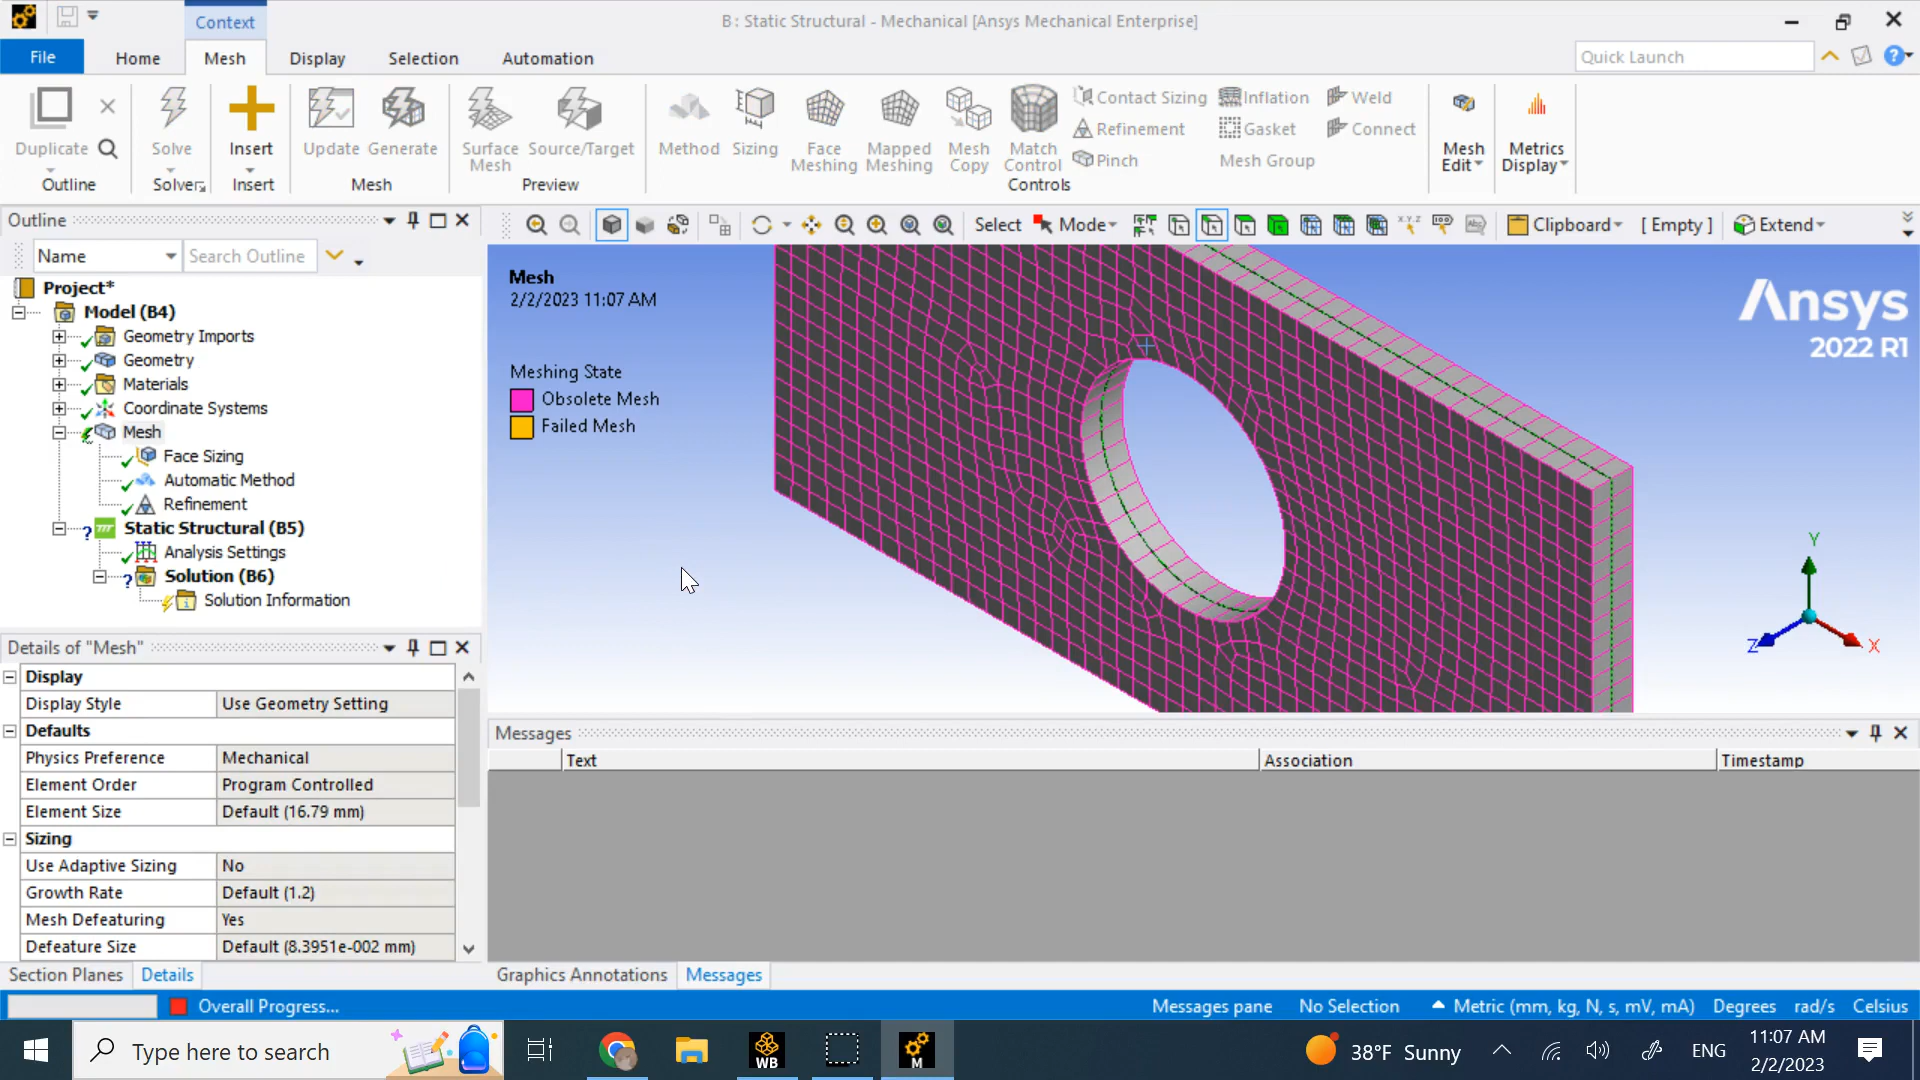 Context
B : Static Structural - Mechanical [Ansys Mechanical Enterprise]
File
Home
Mesh
Display
Selection
Automation
Quick Launch
Duplicate
Outline
Solve
Solver
Insert
Insert
Update
Generate
Mesh
Surface
Mesh
Source/Target
Preview
Method
Sizing
Face
Meshing
Mapped
Meshing
Mesh
Copy
Match
Control
Controls
Contact Sizing
Refinement
Pinch
Inflation
Gasket
Mesh Group
Weld
Connect
Mesh
Edit
Metrics
Display
Outline
Name
Search Outline
Select
Mode
Clipboard
[ Empty ]
Extend
Project*
Model (B4)
Geometry Imports
Geometry
Materials
Coordinate Systems
Mesh
Face Sizing
Automatic Method
Refinement
Static Structural (B5)
Analysis Settings
Solution (B6)
Solution Information
Mesh
2/2/2023 11:07 AM
Meshing State
Obsolete Mesh
Failed Mesh
Ansys
2022 R1
Y
Z
X
Details of "Mesh"
Display
Display Style Use Geometry Setting
Defaults
Physics Preference Mechanical
Element Order Program Controlled
Element Size Default (16.79 mm)
Sizing
Use Adaptive Sizing No
Growth Rate Default (1.2)
Mesh Defeaturing Yes
Defeature Size Default (8.3951e-002 mm)
Section Planes
Details
Messages
Text
Association
Timestamp
Graphics Annotations
Messages
Overall Progress...
Messages pane
No Selection
Metric (mm, kg, N, s, mV, mA)
Degrees
rad/s
Celsius
Type here to search
WB
M
38°F Sunny
ENG
11:07 AM
2/2/2023